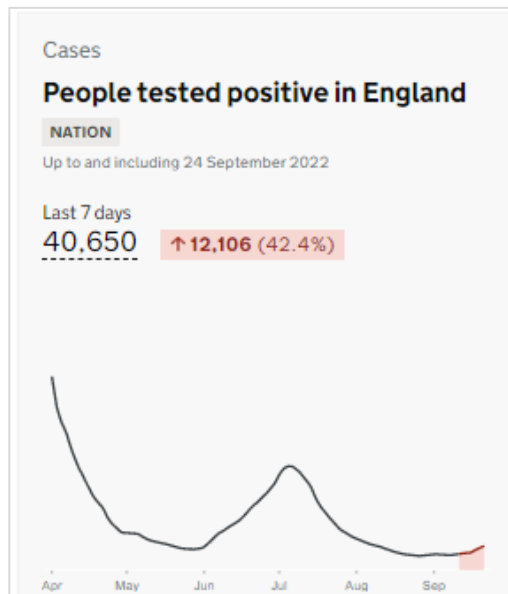 Cases
People tested positive in England
NATION
Up to and including 24 September 2022
Last 7 days
40,650 ↑ 12,106 (42.4%)
Apr May Jun Jul Aug Sep